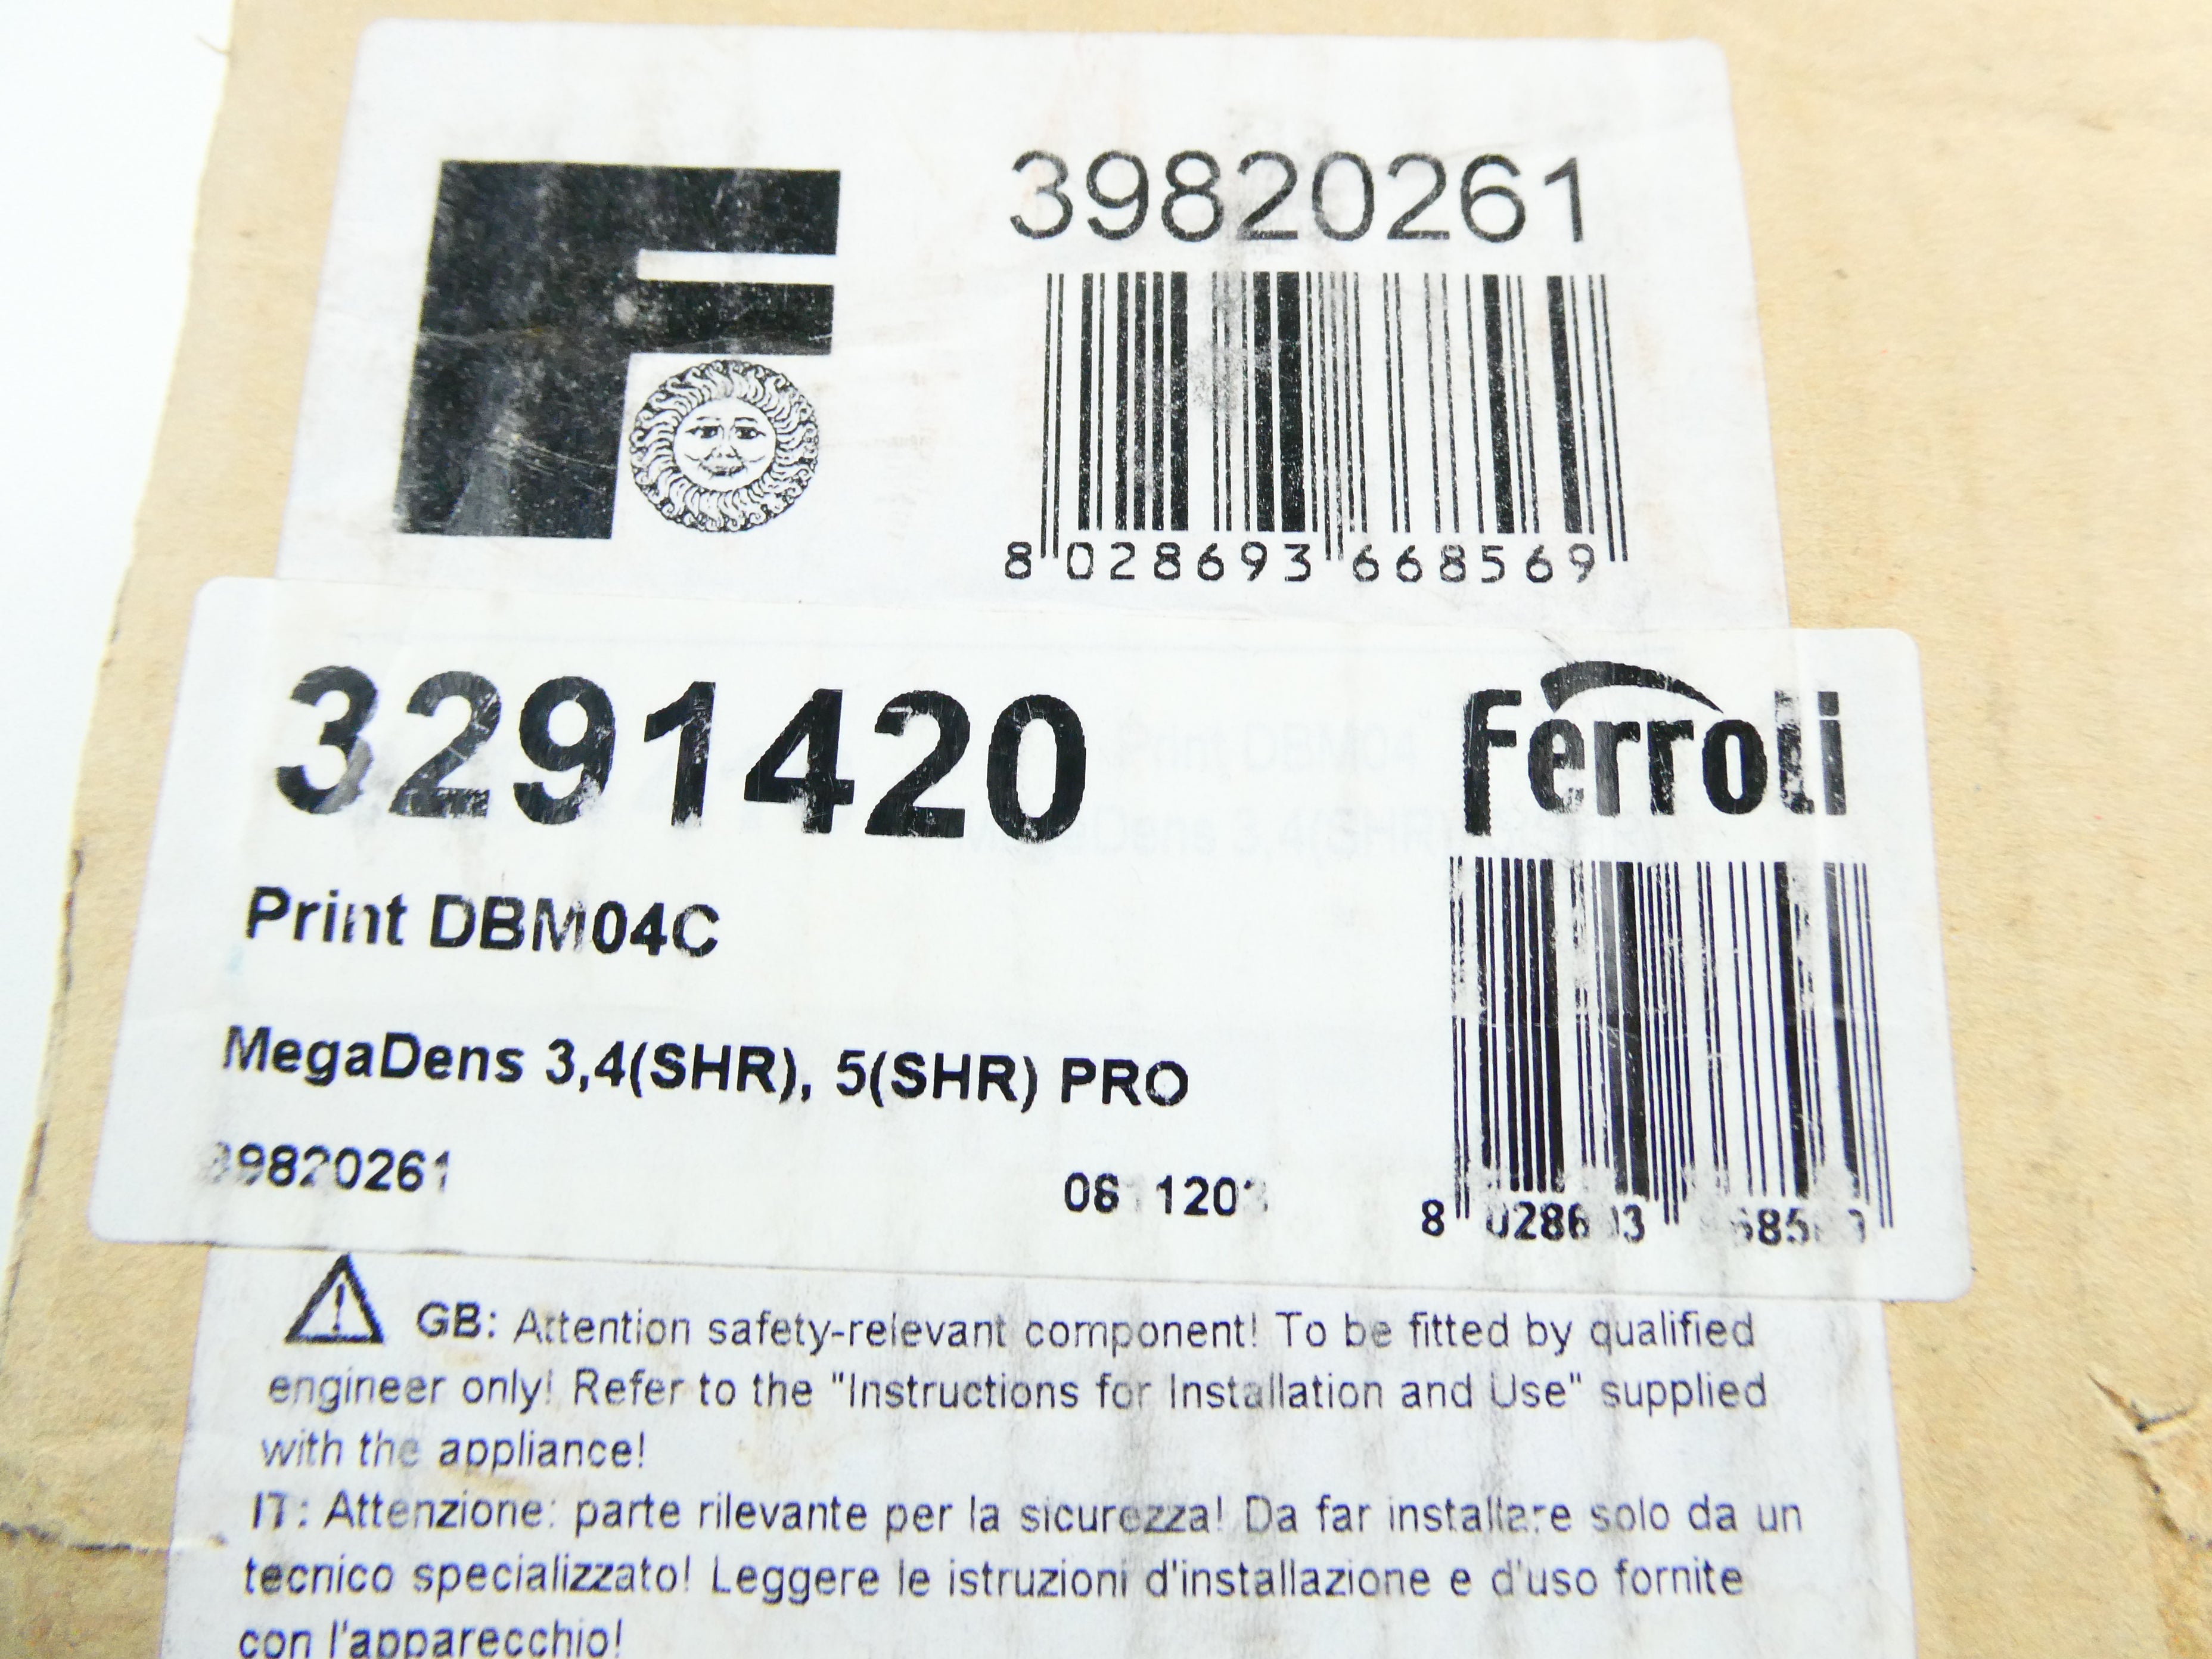 39820261
8 028693 668569
3291420
Ferroli
Print DBM04C
MegaDens 3,4(SHR), 5(SHR) PRO
39820261
GB: Attention safety-relevant component! To be fitted by qualified
engineer only! Refer to the "Instructions for Installation and Use" supplied
with the appliance!
IT: Attenzione: parte rilevante per la sicurezza! Da far installare solo da un
tecnico specializzato! Leggere le istruzioni d'installazione e d'uso fornite
con l'apparecchio!